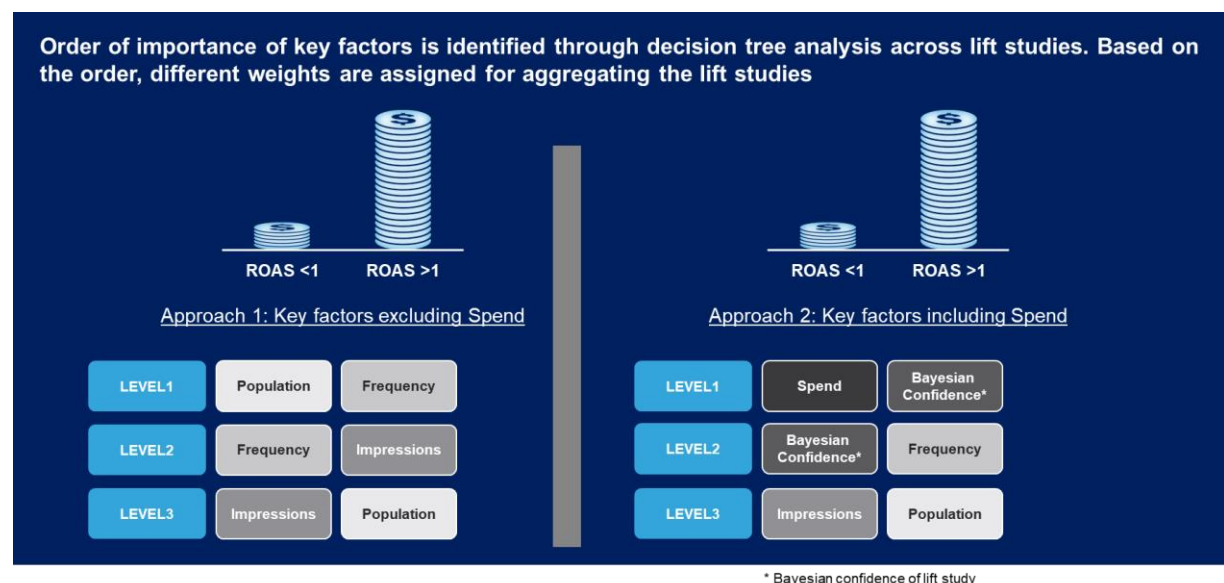 Order of importance of key factors is identified through decision tree analysis across lift studies. Based on
the order, different weights are assigned for aggregating the lift studies
$
$
ROAS <1
ROAS >1
Approach 1: Key factors excluding Spend
LEVEL1
Population
Frequency
LEVEL2
Frequency
Impressions
LEVEL3
Impressions
Population
$
$
ROAS <1
ROAS >1
Approach 2: Key factors including Spend
LEVEL1
Spend
Bayesian
Confidence*
LEVEL2
Bayesian
Confidence*
Frequency
LEVEL3
Impressions
Population
* Bayesian confidence of lift study